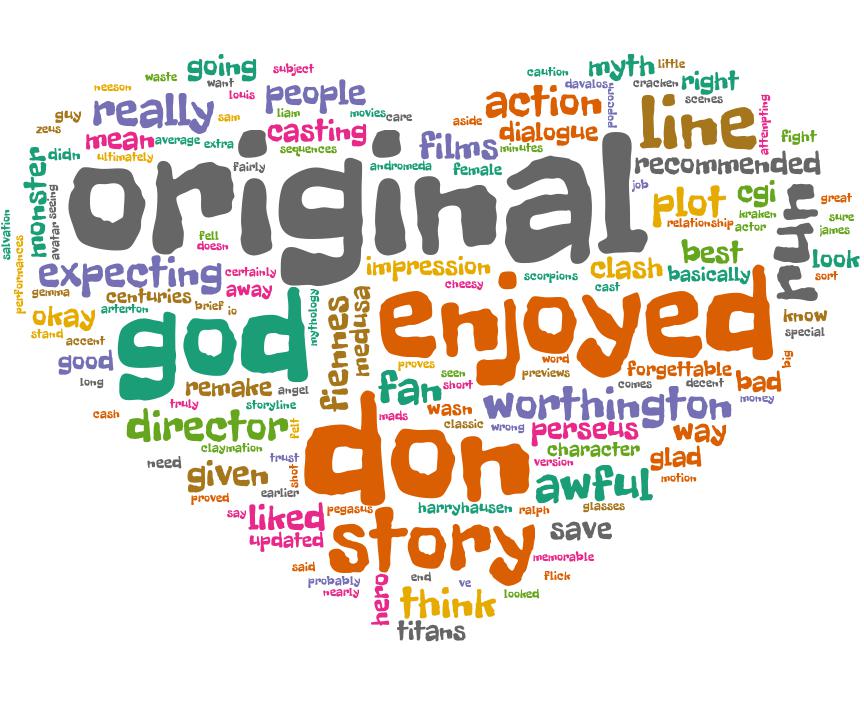 going
subject
waste
want
neeson
louis
people
really
sam
liam
movies
care
guy
zeus
mean
average
extra
casting
sequences
ultimately
didn
monster
avatar
seeing
fairly
original
andromeda
caution
myth
little
davalos
cracken
right
scenes
popcorn
action
aside
dialogue
minutes
films
female
line
attempting
fight
recommended
job
plot
cgi
kraken
relationship
actor
run
great
sure
james
look
sort
salvation
performances
fell
doesn
expecting
certainly
gemma
centuries
away
impression
cheesy
scorpions
clash
cast
best
basically
okay
arterton
brief
io
stand
accent
god
mythology
fiennes
medusa
enjoyed
know
special
big
good
long
remake
angel
proves
word
previews
forgettable
bad
seen
short
fan
comes
decent
money
truly
storyline
cash
director
felt
mads
wasn
classic
worthington
wrong
perseus
way
claymation
don
version
character
glad
need
given
trust
shot
motion
proved
earlier
awful
say
liked
pegasus
harryhausen
ralph
glasses
updated
story
save
said
memorable
probably
nearly
hero
end
ve
flick
think
looked
titans